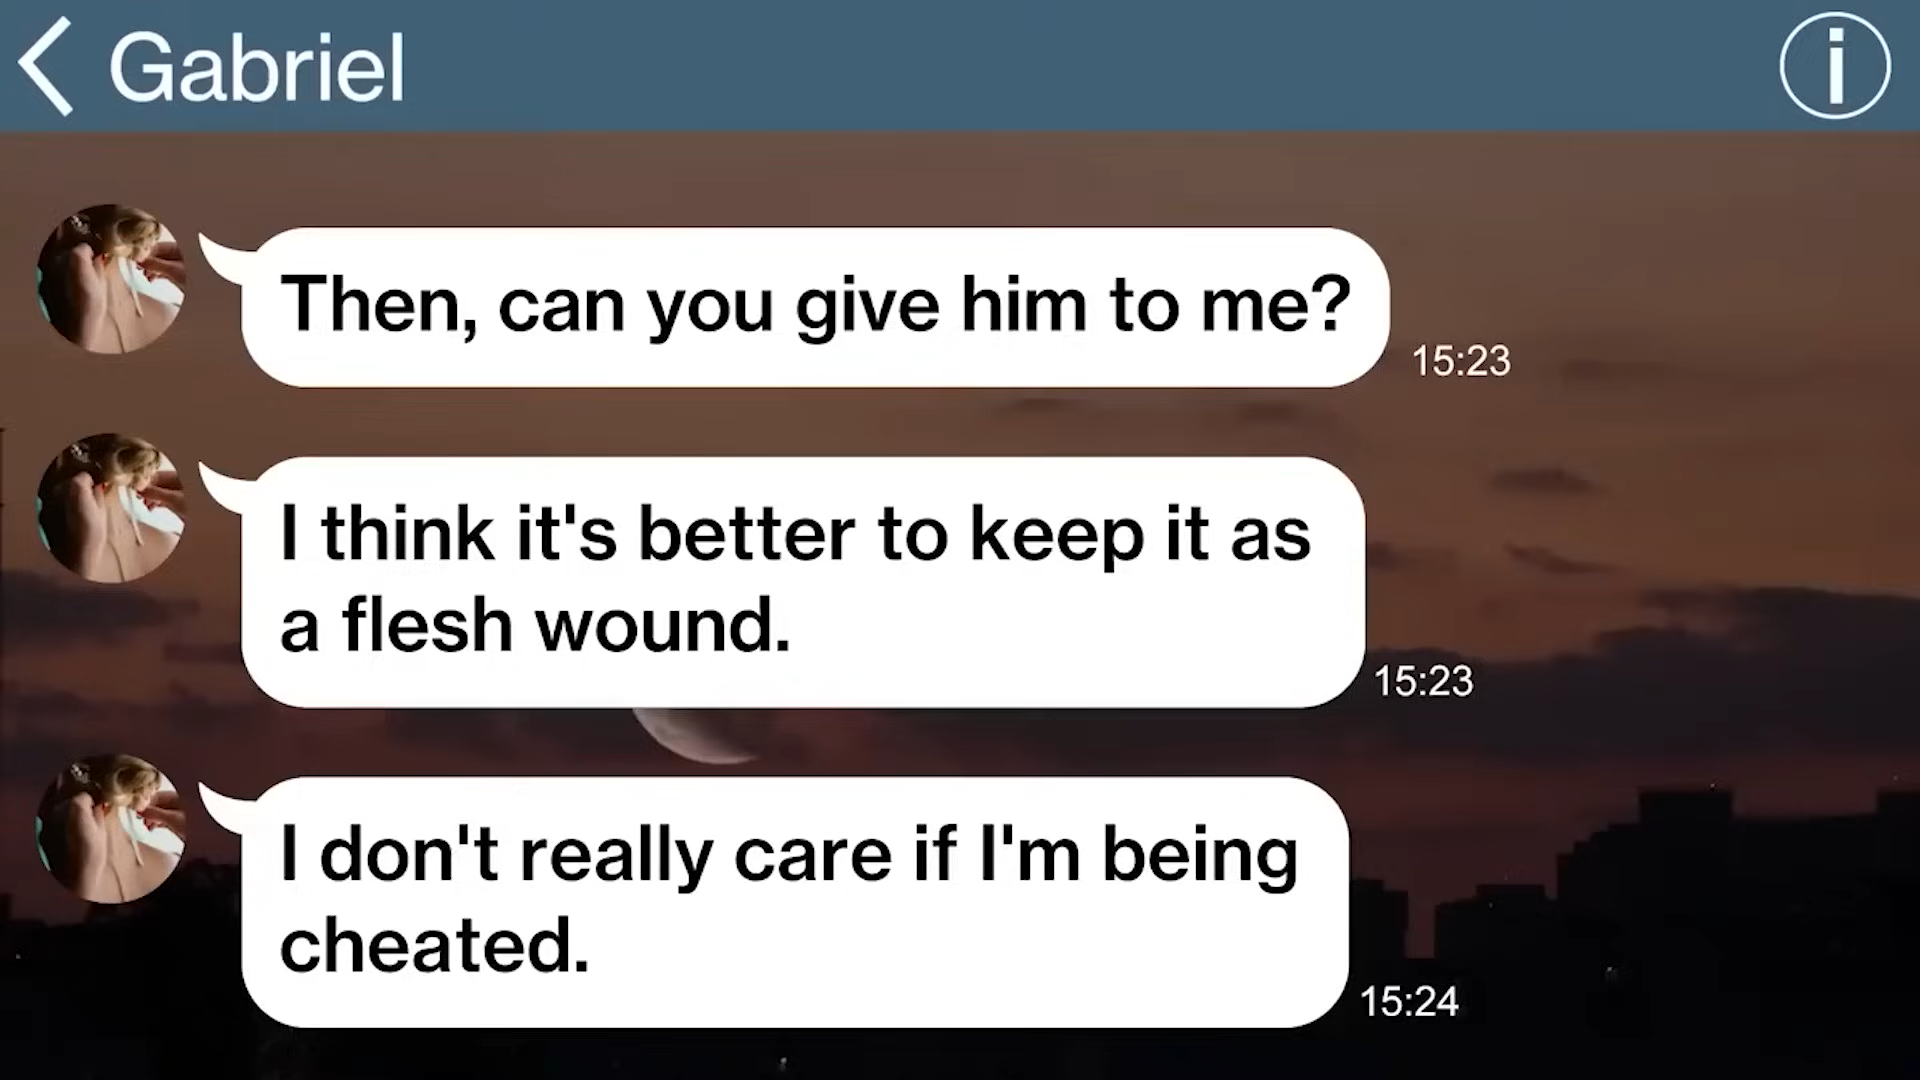 Gabriel
Then, can you give him to me?
15:23
I think it's better to keep it as
a flesh wound.
15:23
I don't really care if I'm being
cheated.
15:24